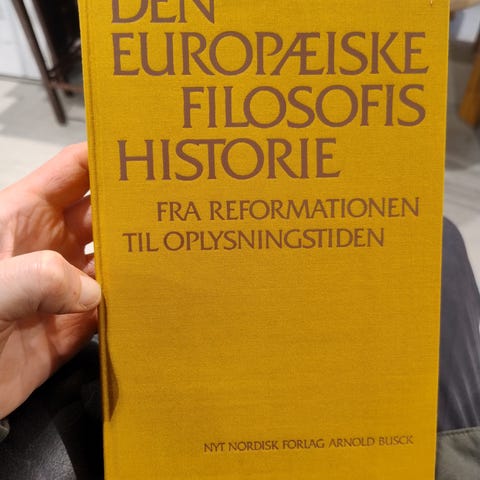 DEN
EUROPÆISKE
FILOSOFIS
HISTORIE
FRA REFORMATIONEN
TIL OPLYSNINGSTIDEN
NYT NORDISK FORLAG ARNOLD BUSCK